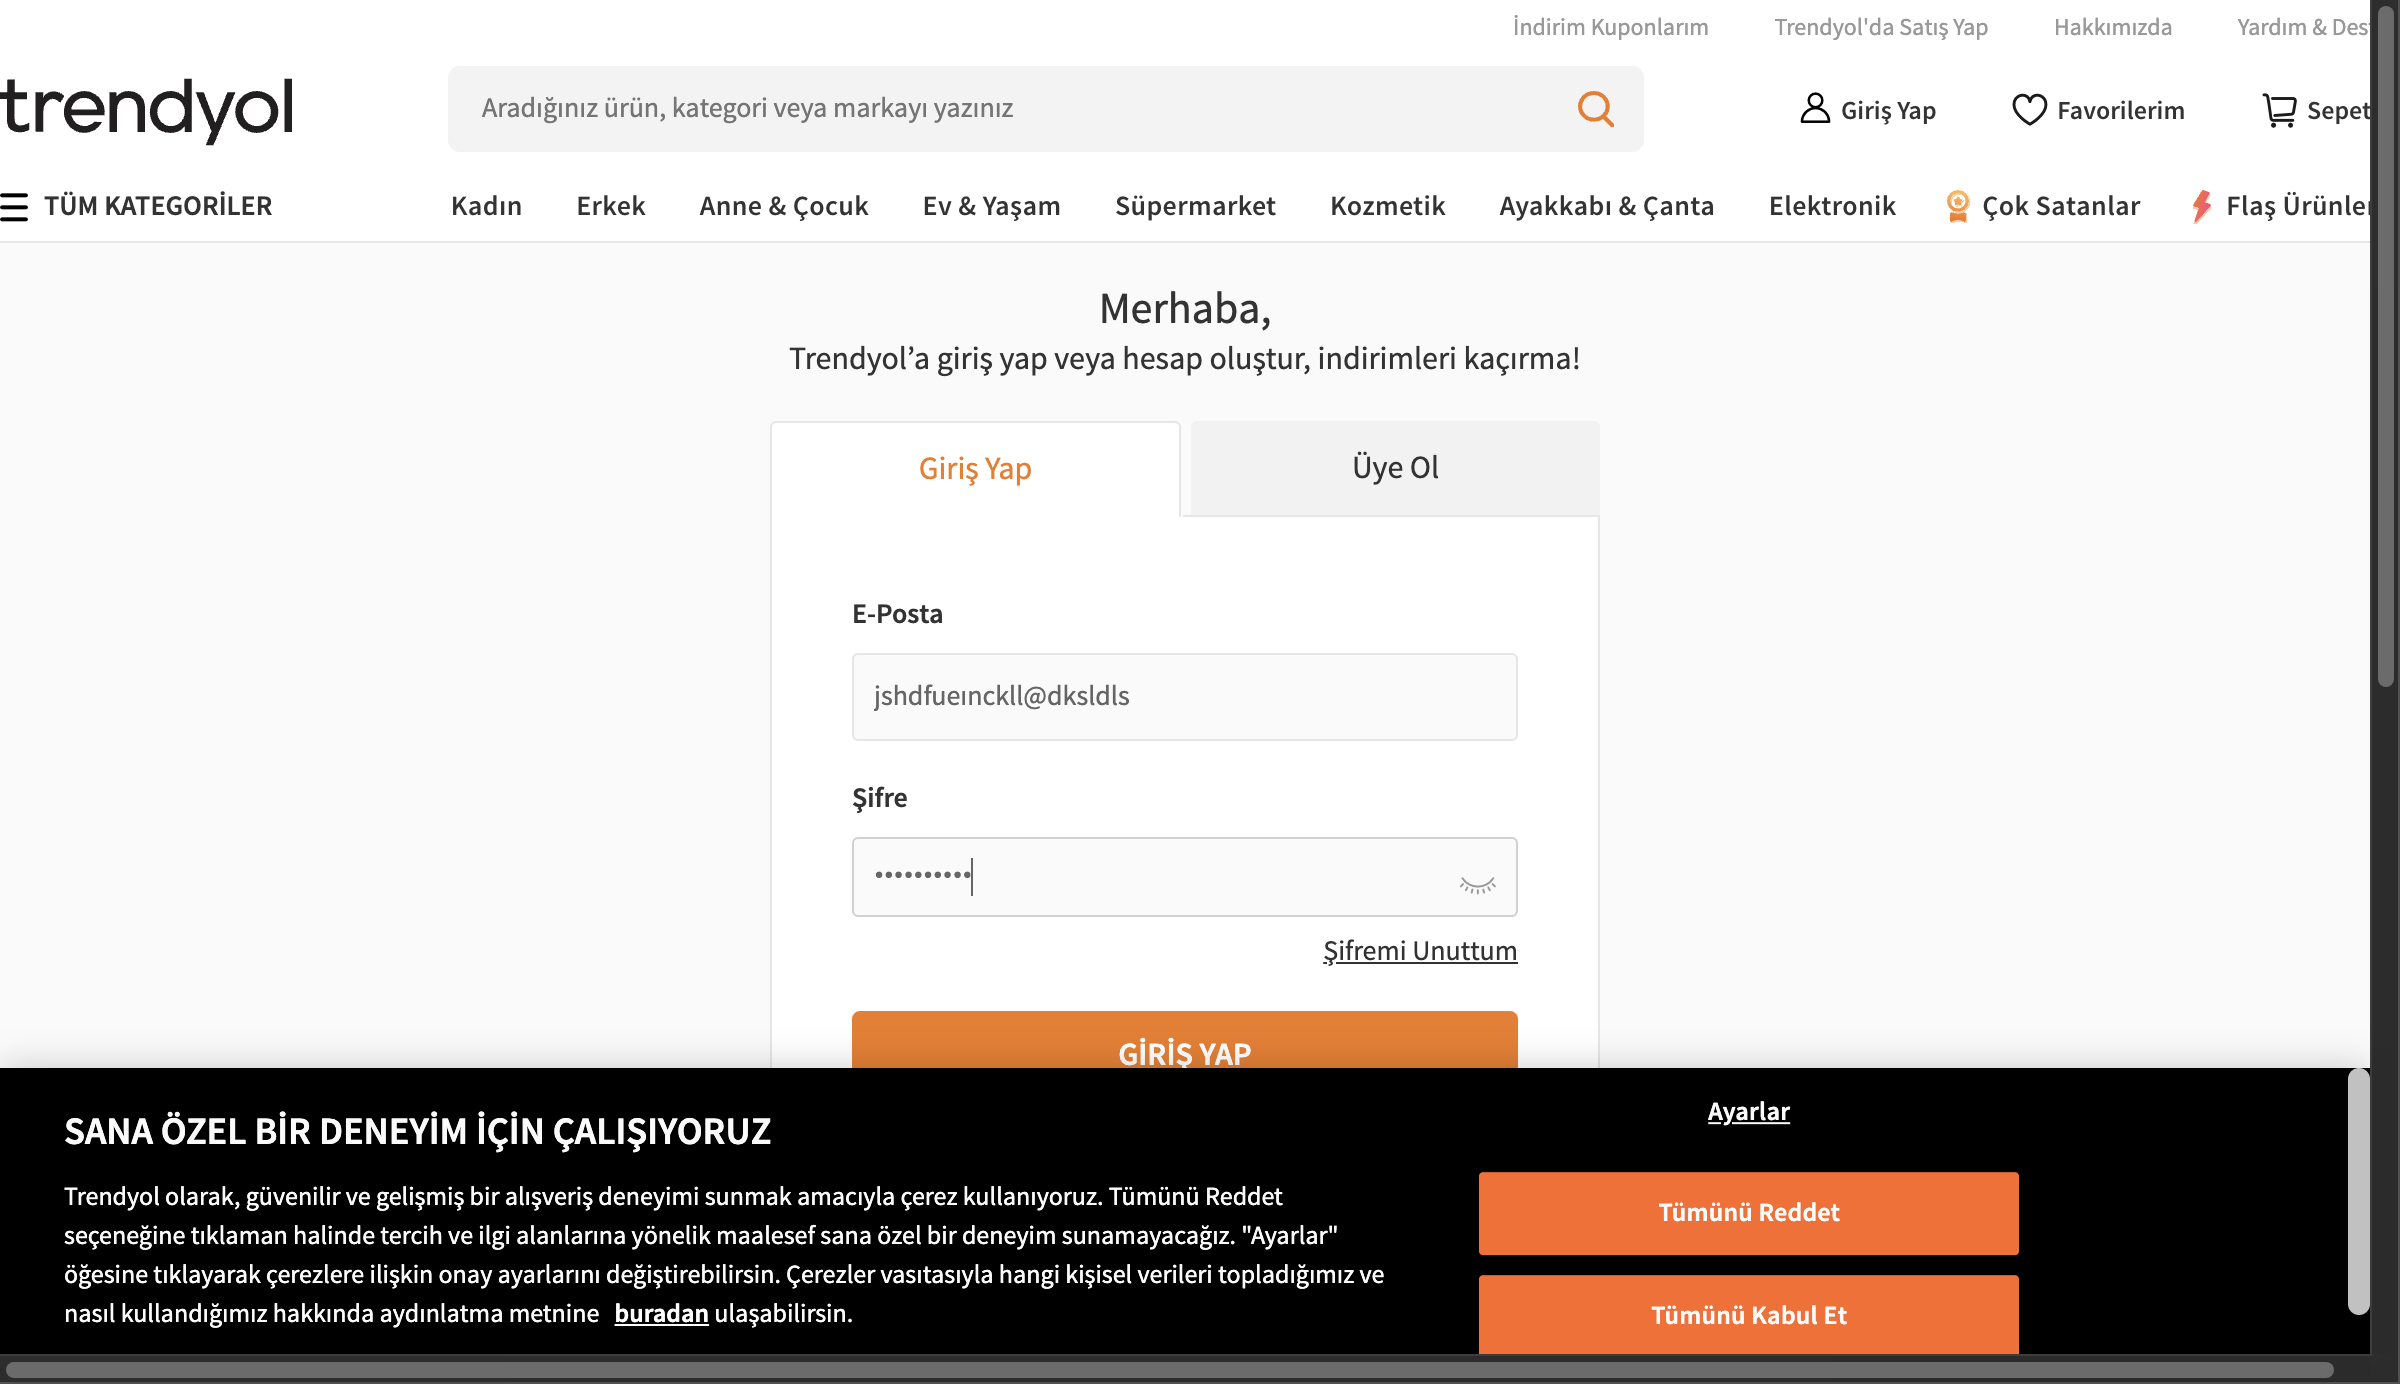 İndirim Kuponlarım Trendyol'da Satış Yap Hakkımızda Yardım & Des
trendyol
Aradığınız ürün, kategori veya markayı yazınız
Giriş Yap Favorilerim Sepet
TÜM KATEGORİLER Kadın Erkek Anne & Çocuk Ev & Yaşam Süpermarket Kozmetik Ayakkabı & Çanta Elektronik Çok Satanlar Flaş Ürünler
Merhaba,
Trendyol’a giriş yap veya hesap oluştur, indirimleri kaçırma!
Giriş Yap Üye Ol
E-Posta
jshdfueınckll@dksldls
Şifre
••••••••••
Şifremi Unuttum
GİRİŞ YAP
SANA ÖZEL BİR DENEYİM İÇİN ÇALIŞIYORUZ
Trendyol olarak, güvenilir ve gelişmiş bir alışveriş deneyimi sunmak amacıyla çerez kullanıyoruz. Tümünü Reddet
seçeneğine tıklaman halinde tercih ve ilgi alanlarına yönelik maalesef sana özel bir deneyim sunamayacağız. "Ayarlar"
öğesine tıklayarak çerezlere ilişkin onay ayarlarını değiştirebilirsin. Çerezler vasıtasıyla hangi kişisel verileri topladığımız ve
nasıl kullandığımız hakkında aydınlatma metnine buradan ulaşabilirsin.
Ayarlar
Tümünü Reddet
Tümünü Kabul Et